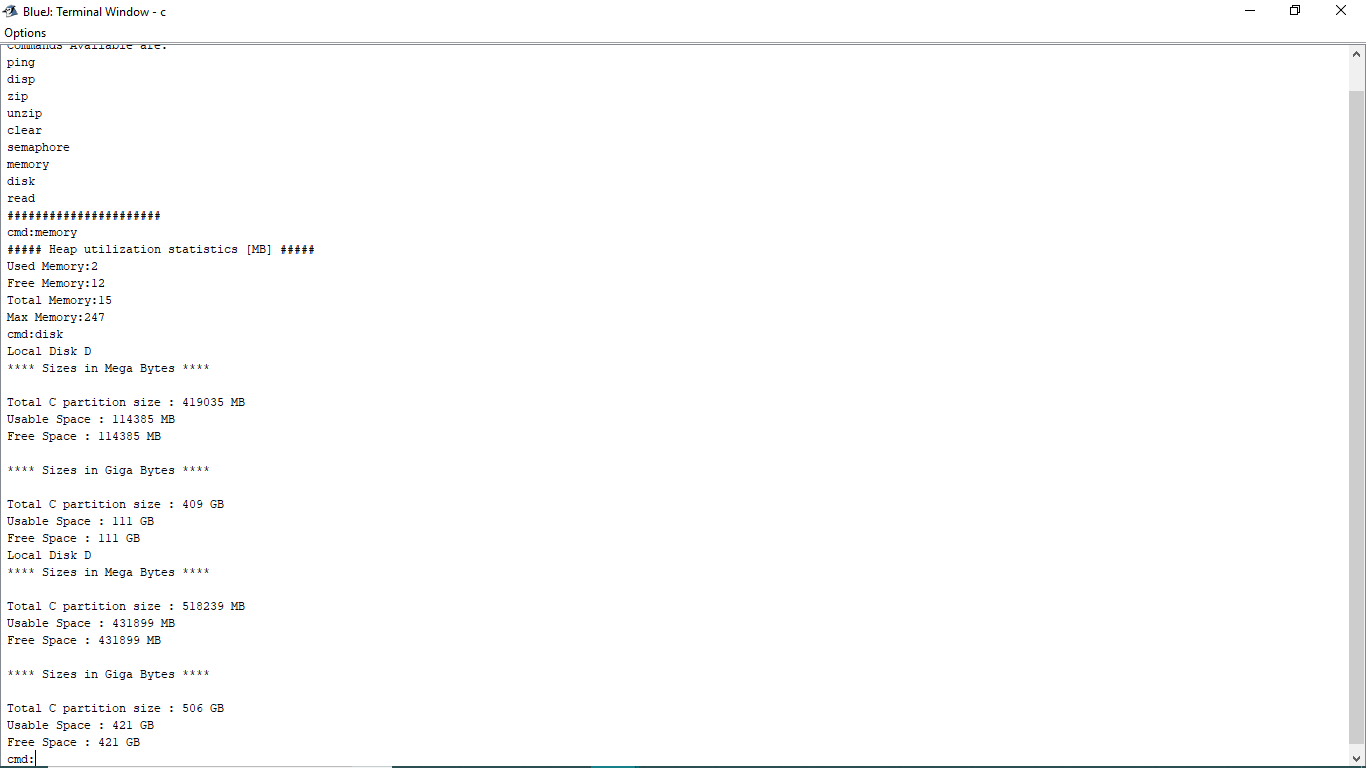 BlueJ: Terminal Window - c
Options
Commands Available are:
ping
disp
zip
unzip
clear
semaphore
memory
disk
read
######################
cmd:memory
##### Heap utilization statistics [MB] #####
Used Memory:2
Free Memory:12
Total Memory:15
Max Memory:247
cmd:disk
Local Disk D
**** Sizes in Mega Bytes ****
Total C partition size : 419035 MB
Usable Space : 114385 MB
Free Space : 114385 MB
**** Sizes in Giga Bytes ****
Total C partition size : 409 GB
Usable Space : 111 GB
Free Space : 111 GB
Local Disk D
**** Sizes in Mega Bytes ****
Total C partition size : 518239 MB
Usable Space : 431899 MB
Free Space : 431899 MB
**** Sizes in Giga Bytes ****
Total C partition size : 506 GB
Usable Space : 421 GB
Free Space : 421 GB
cmd: